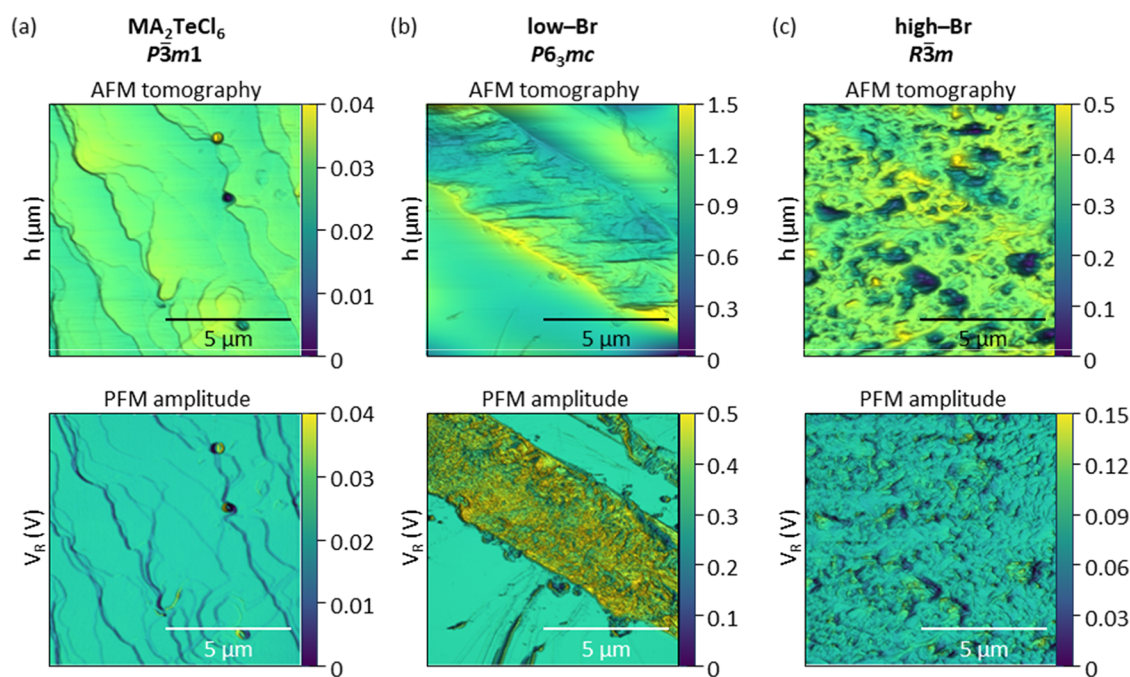 (a) MA₂TeCl₆
P3̄m1
AFM tomography
h (µm)
0.04
0.03
0.02
0.01
0
5 µm
PFM amplitude
V_R (V)
0.04
0.03
0.02
0.01
0
5 µm
(b) low–Br
P6₃mc
AFM tomography
h (µm)
1.5
1.2
0.9
0.6
0.3
0
5 µm
PFM amplitude
V_R (V)
0.5
0.4
0.3
0.2
0.1
0
5 µm
(c) high–Br
R3̄m
AFM tomography
h (µm)
0.5
0.4
0.3
0.2
0.1
0
5 µm
PFM amplitude
V_R (V)
0.15
0.12
0.09
0.06
0.03
0
5 µm